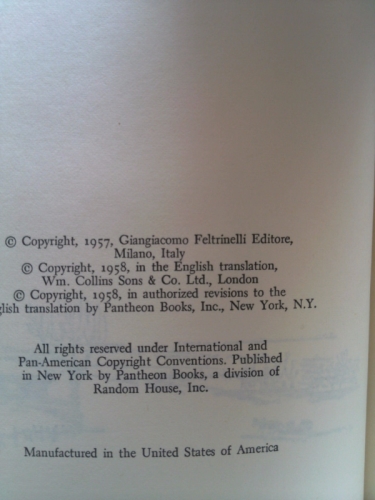 © Copyright, 1957, Giangiacomo Feltrinelli Editore,
Milano, Italy
© Copyright, 1958, in the English translation,
Wm. Collins Sons & Co. Ltd., London
© Copyright, 1958, in authorized revisions to the
glish translation by Pantheon Books, Inc., New York, N.Y.
All rights reserved under International and
Pan-American Copyright Conventions. Published
in New York by Pantheon Books, a division of
Random House, Inc.
Manufactured in the United States of America